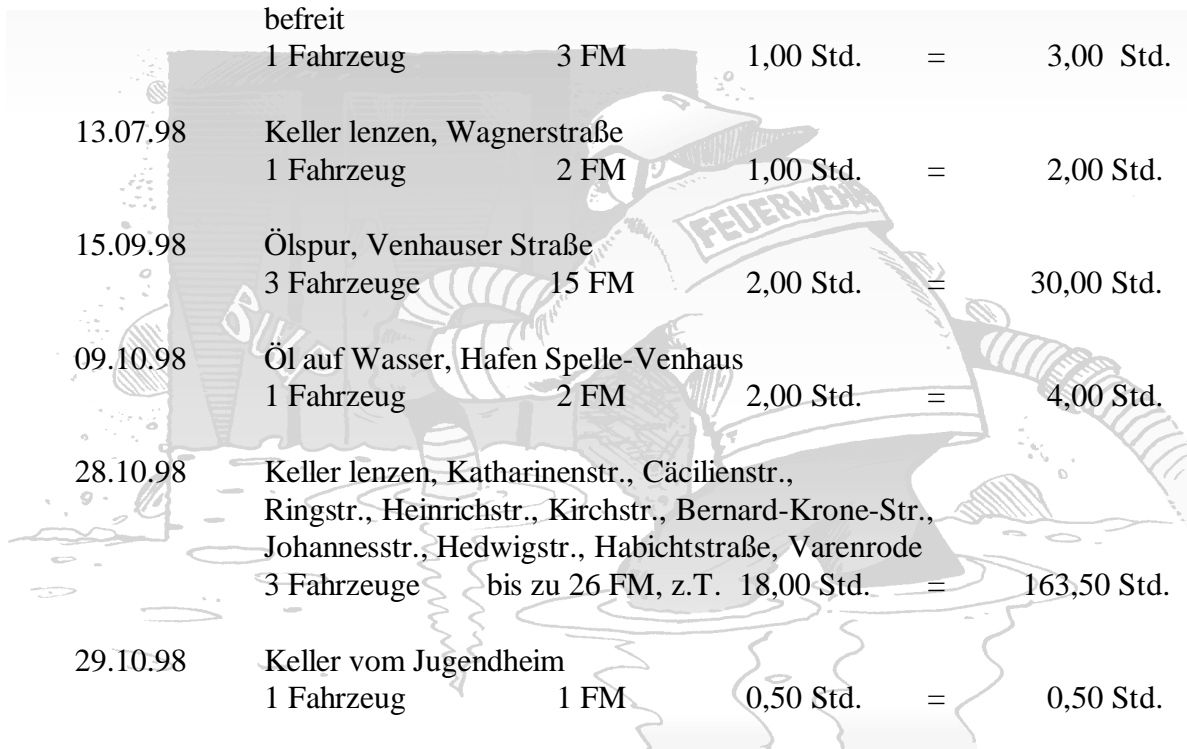 befreit
1 Fahrzeug 3 FM 1,00 Std. = 3,00 Std.
13.07.98 Keller lenzen, Wagnerstraße
1 Fahrzeug 2 FM 1,00 Std. = 2,00 Std.
15.09.98 Ölspur, Venhauser Straße
3 Fahrzeuge 15 FM 2,00 Std. = 30,00 Std.
09.10.98 Öl auf Wasser, Hafen Spelle-Venhaus
1 Fahrzeug 2 FM 2,00 Std. = 4,00 Std.
28.10.98 Keller lenzen, Katharinenstr., Cäcilienstr.,
Ringstr., Heinrichstr., Kirchstr., Bernard-Krone-Str.,
Johannesstr., Hedwigstr., Habichtstraße, Varenrode
3 Fahrzeuge bis zu 26 FM, z.T. 18,00 Std. = 163,50 Std.
29.10.98 Keller vom Jugendheim
1 Fahrzeug 1 FM 0,50 Std. = 0,50 Std.
FEUERWEHR